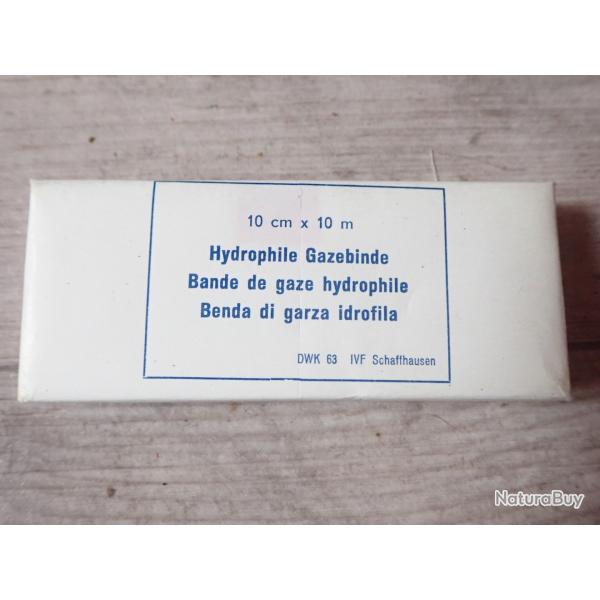 10 cm x 10 m
Hydrophile Gazebinde
Bande de gaze hydrophile
Benda di garza idrofila
DWK 63 IVF Schaffhausen
NaturaBuy